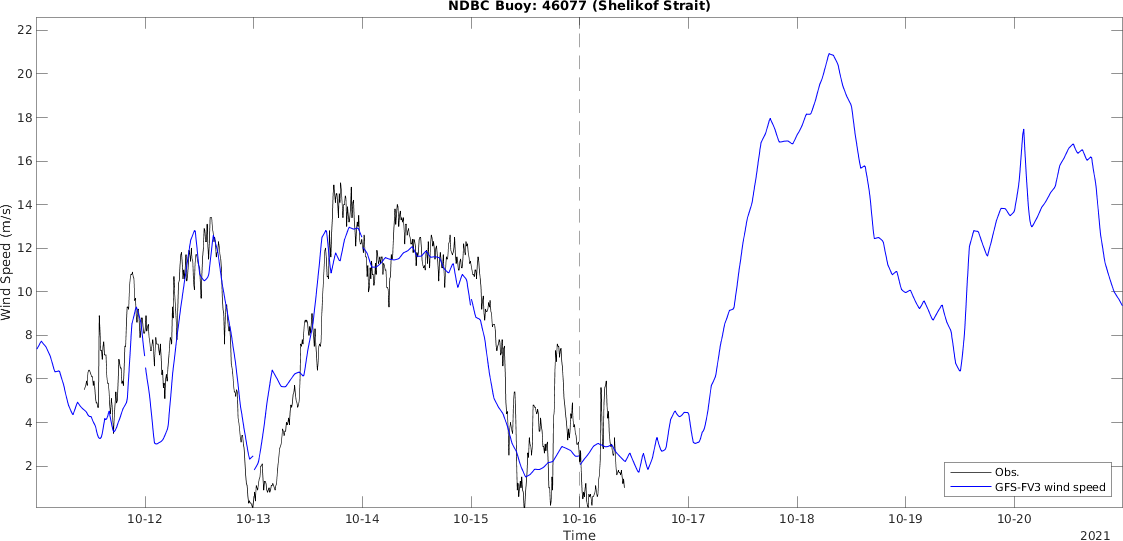 NDBC Buoy: 46077 (Shelikof Strait)
22
20
18
16
14
12
10
8
6
4
2
Wind Speed (m/s)
Obs.
GFS-FV3 wind speed
10-12 10-13 10-14 10-15 10-16 10-17 10-18 10-19 10-20
Time
2021